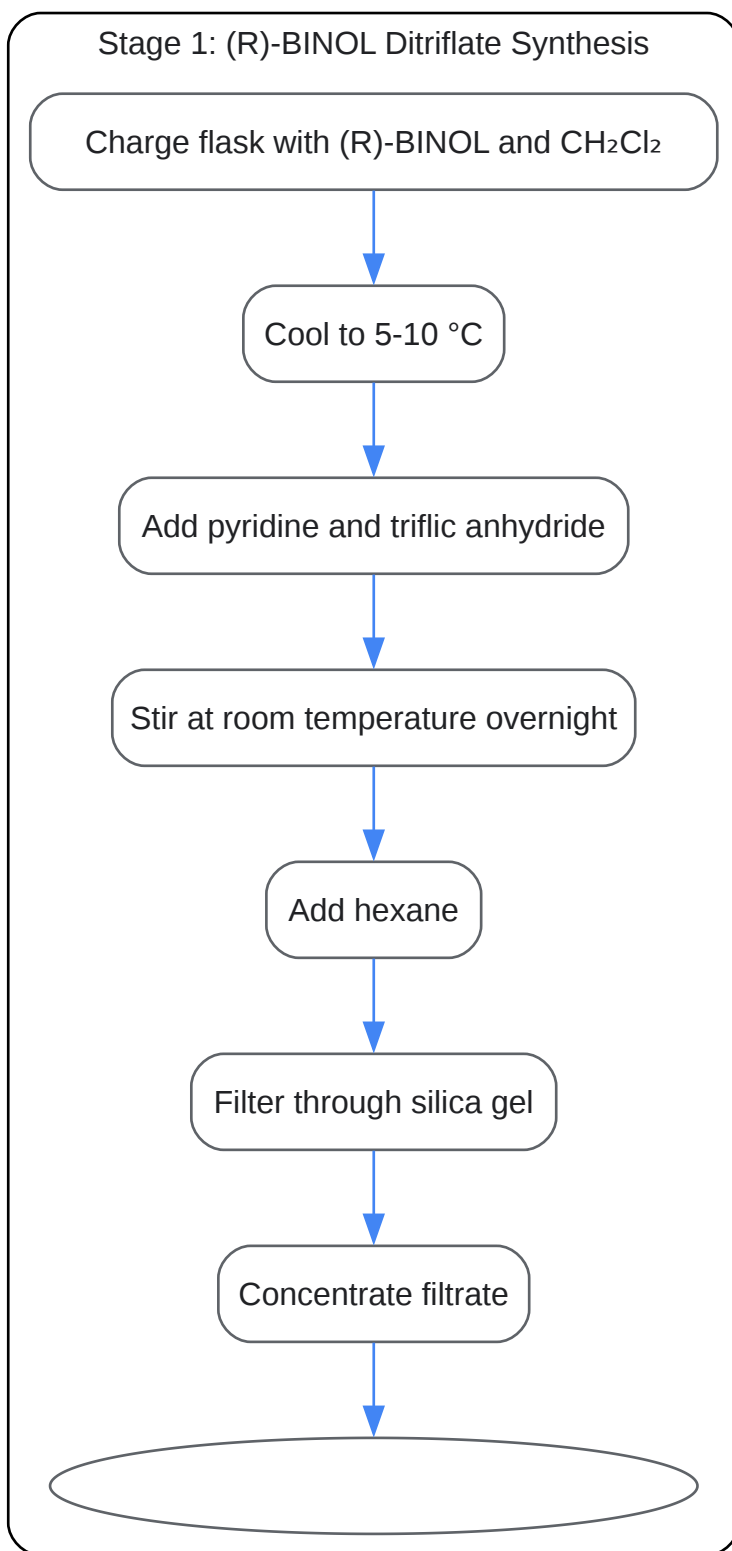 Stage 1: (R)-BINOL Ditriflate Synthesis
Charge flask with (R)-BINOL and CH₂Cl₂
Cool to 5-10 °C
Add pyridine and triflic anhydride
Stir at room temperature overnight
Add hexane
Filter through silica gel
Concentrate filtrate